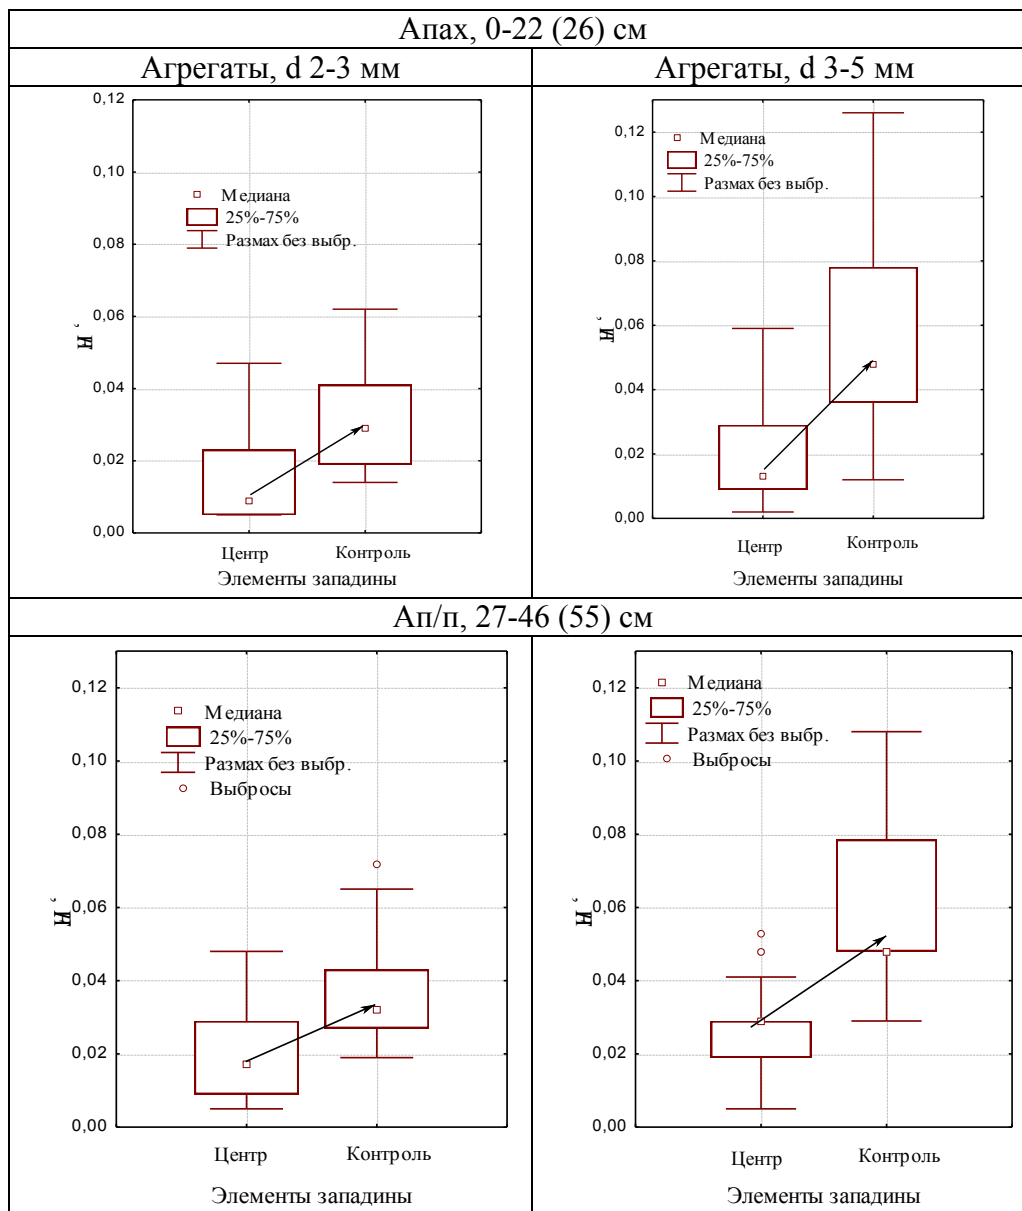 Апах, 0-22 (26) см
Агрегаты, d 2-3 мм
Агрегаты, d 3-5 мм
0,12
0,10
0,08
0,06
0,04
0,02
0,00
Медиана
25%-75%
Размах без выбр.
Центр
Контроль
Элементы западины
0,12
0,10
0,08
0,06
0,04
0,02
0,00
Медиана
25%-75%
Размах без выбр.
Центр
Контроль
Элементы западины
Ап/п, 27-46 (55) см
0,12
0,10
0,08
0,06
0,04
0,02
0,00
Медиана
25%-75%
Размах без выбр.
Выбросы
Центр
Контроль
Элементы западины
0,12
0,10
0,08
0,06
0,04
0,02
0,00
Медиана
25%-75%
Размах без выбр.
Выбросы
Центр
Контроль
Элементы западины